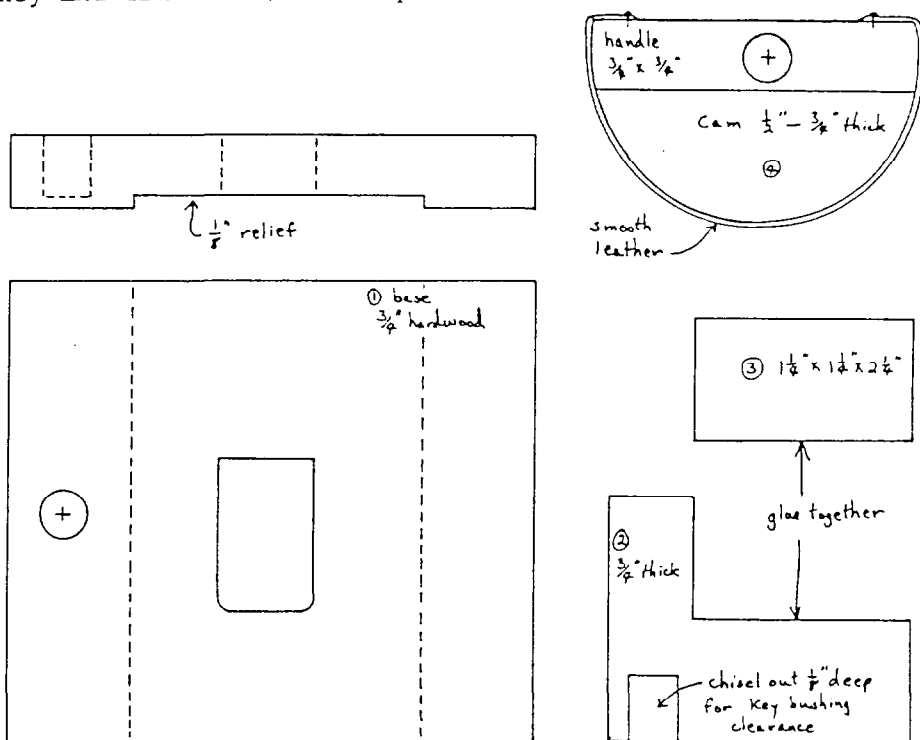 handle
3/4" x 3/4"
Cam 1/2" – 3/4" thick
④
smooth
leather
1/8" relief
① base
3/4" hardwood
③ 1 1/4" x 1 1/4" x 2 1/4"
glue together
②
3/4" thick
chisel out 1/8" deep
for key bushing
clearance